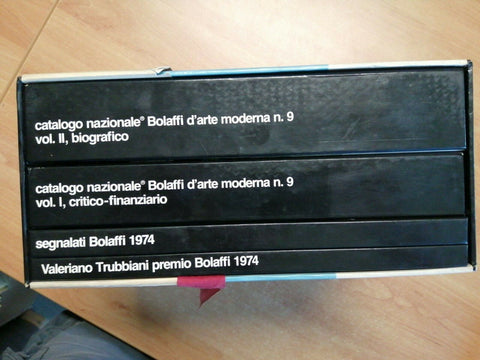 catalogo nazionale® Bolaffi d'arte moderna n. 9
vol. II, biografico
catalogo nazionale® Bolaffi d'arte moderna n. 9
vol. I, critico-finanziario
segnalati Bolaffi 1974
Valeriano Trubbiani premio Bolaffi 1974